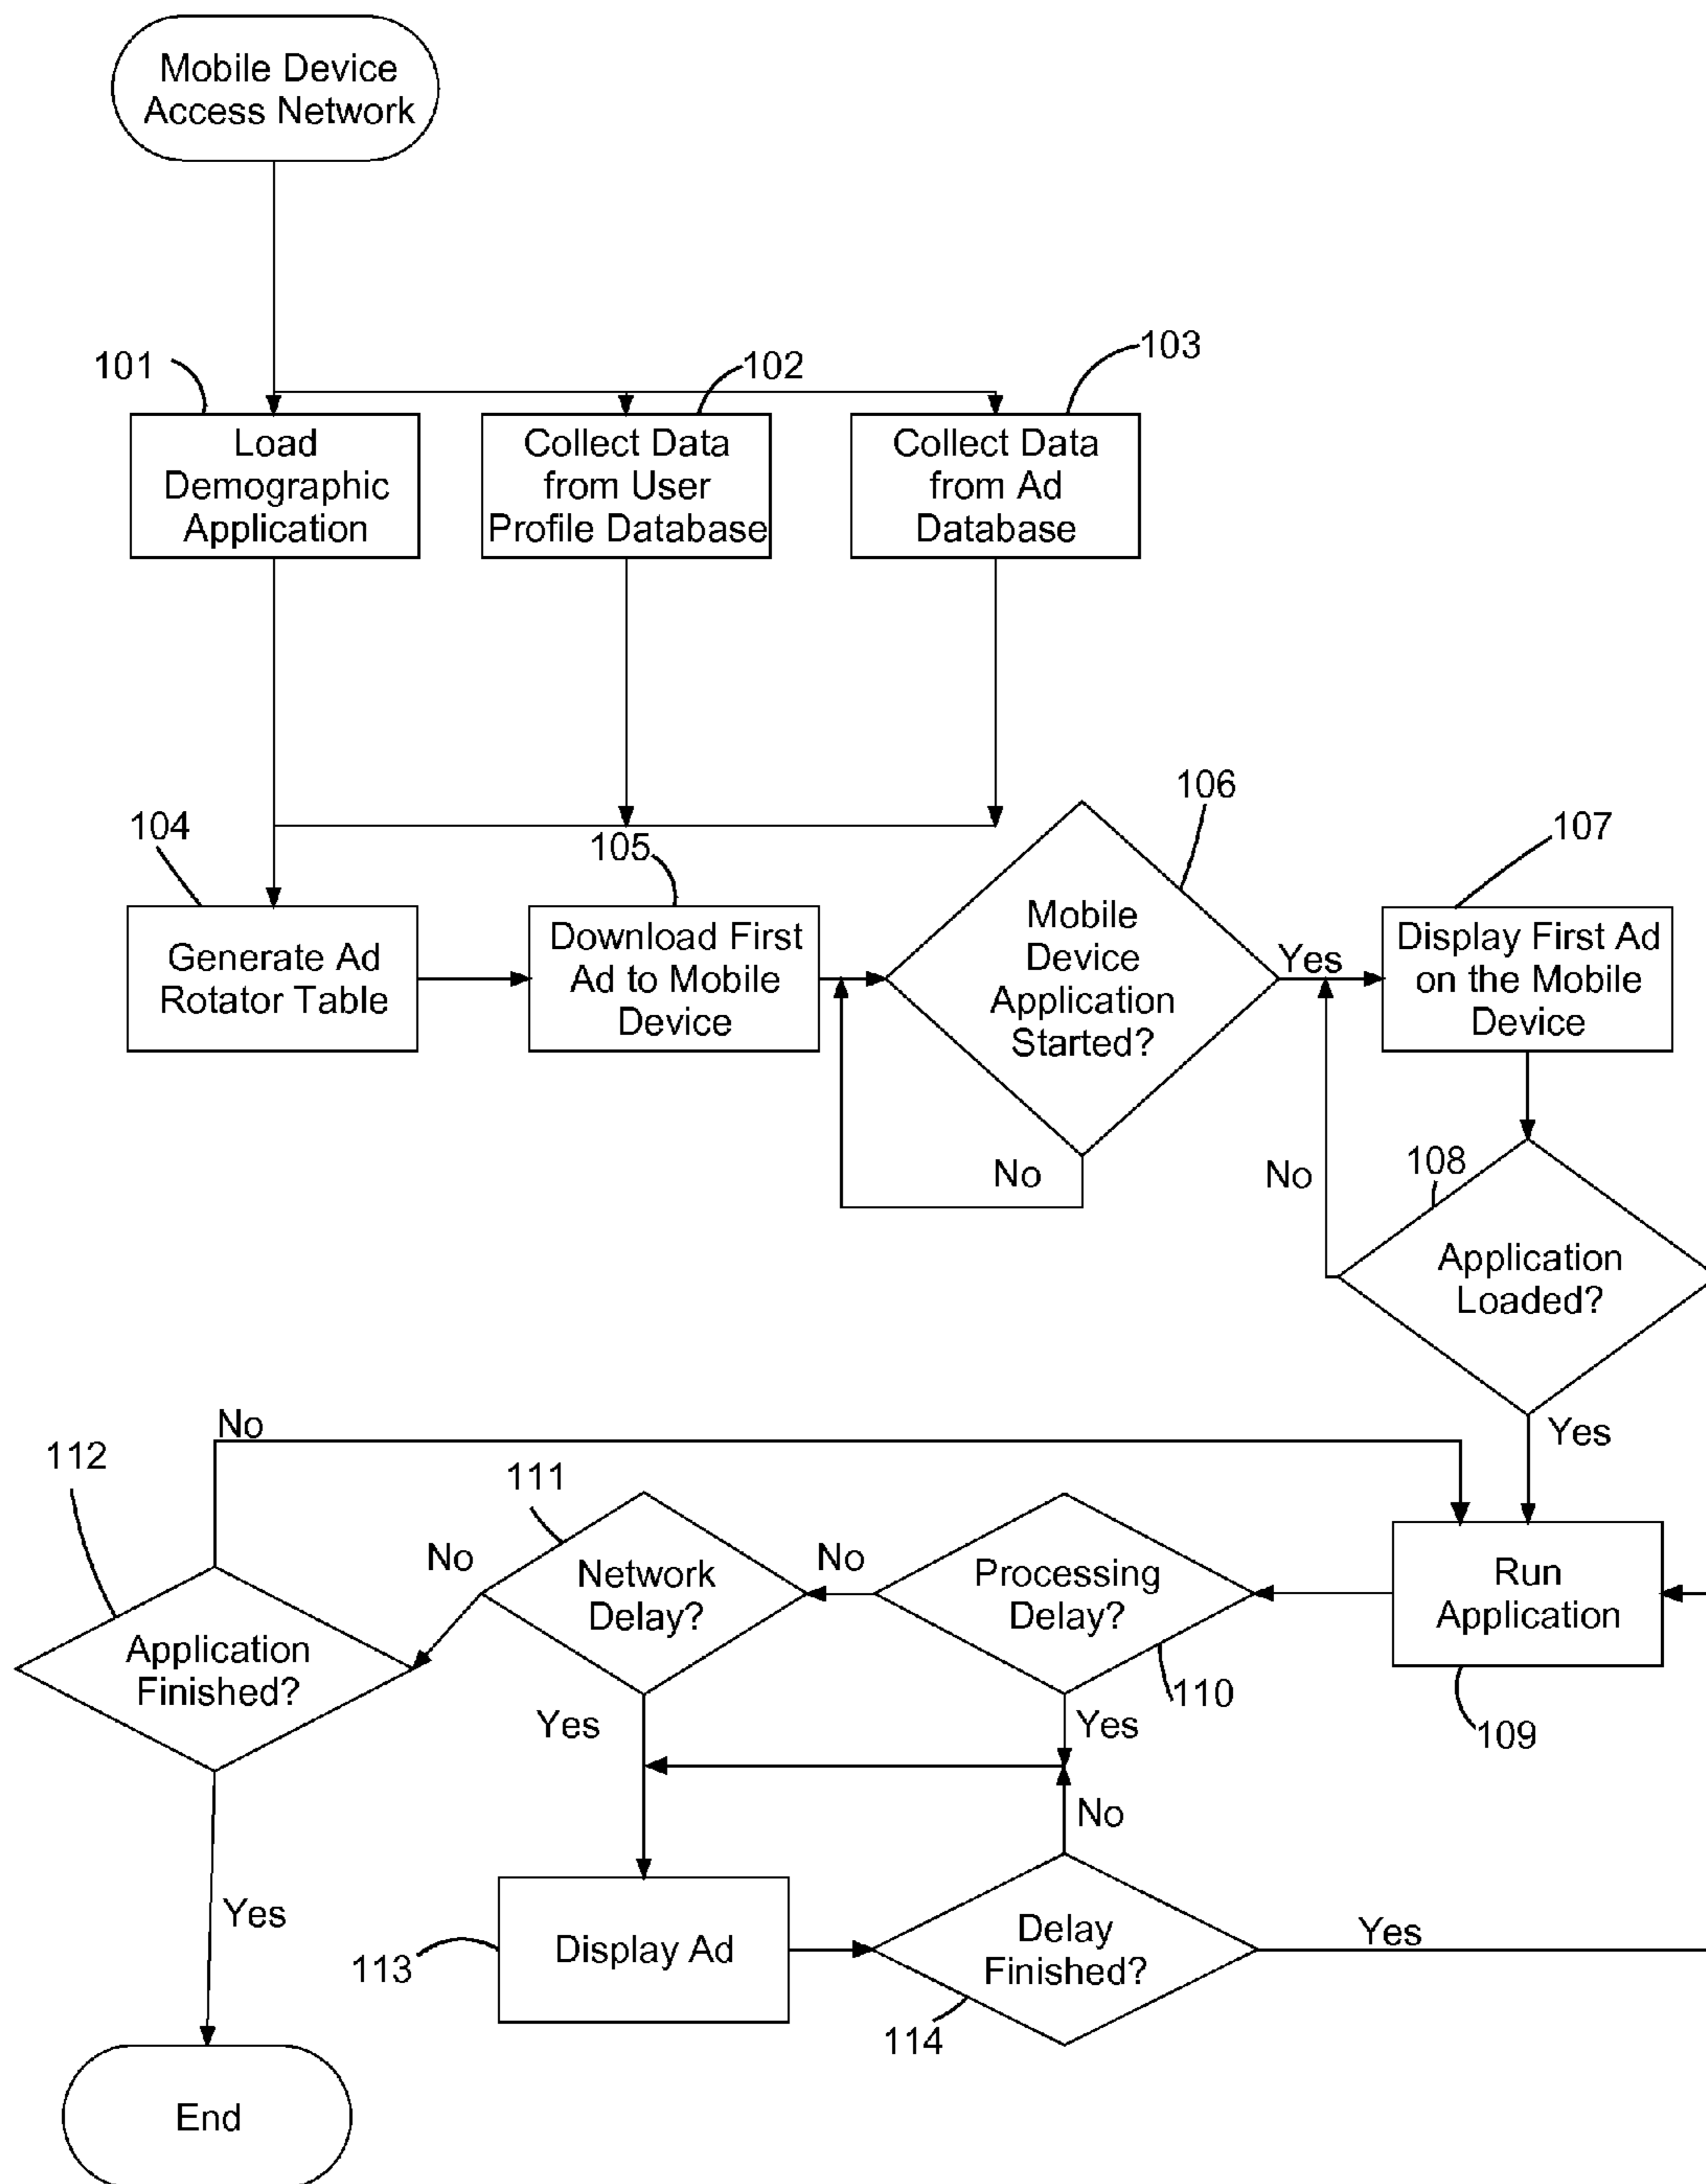 Mobile Device
Access Network
101
102
103
Load
Demographic
Application
Collect Data
from User
Profile Database
Collect Data
from Ad
Database
104
105
106
107
Generate Ad
Rotator Table
Download First
Ad to Mobile
Device
Mobile
Device
Application
Started?
Yes
Display First Ad
on the Mobile
Device
No
No
108
Application
Loaded?
Yes
No
112
111
No
Network
Delay?
No
Processing
Delay?
Run
Application
Application
Finished?
110
109
Yes
Yes
No
Yes
Display Ad
113
Delay
Finished?
Yes
114
End